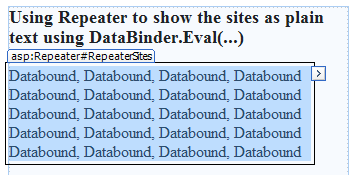 Using Repeater to show the sites as plain
text using DataBinder.Eval(...)
asp:Repeater#RepeaterSites
Databound, Databound, Databound, Databound
Databound, Databound, Databound, Databound
Databound, Databound, Databound, Databound
Databound, Databound, Databound, Databound
Databound, Databound, Databound, Databound